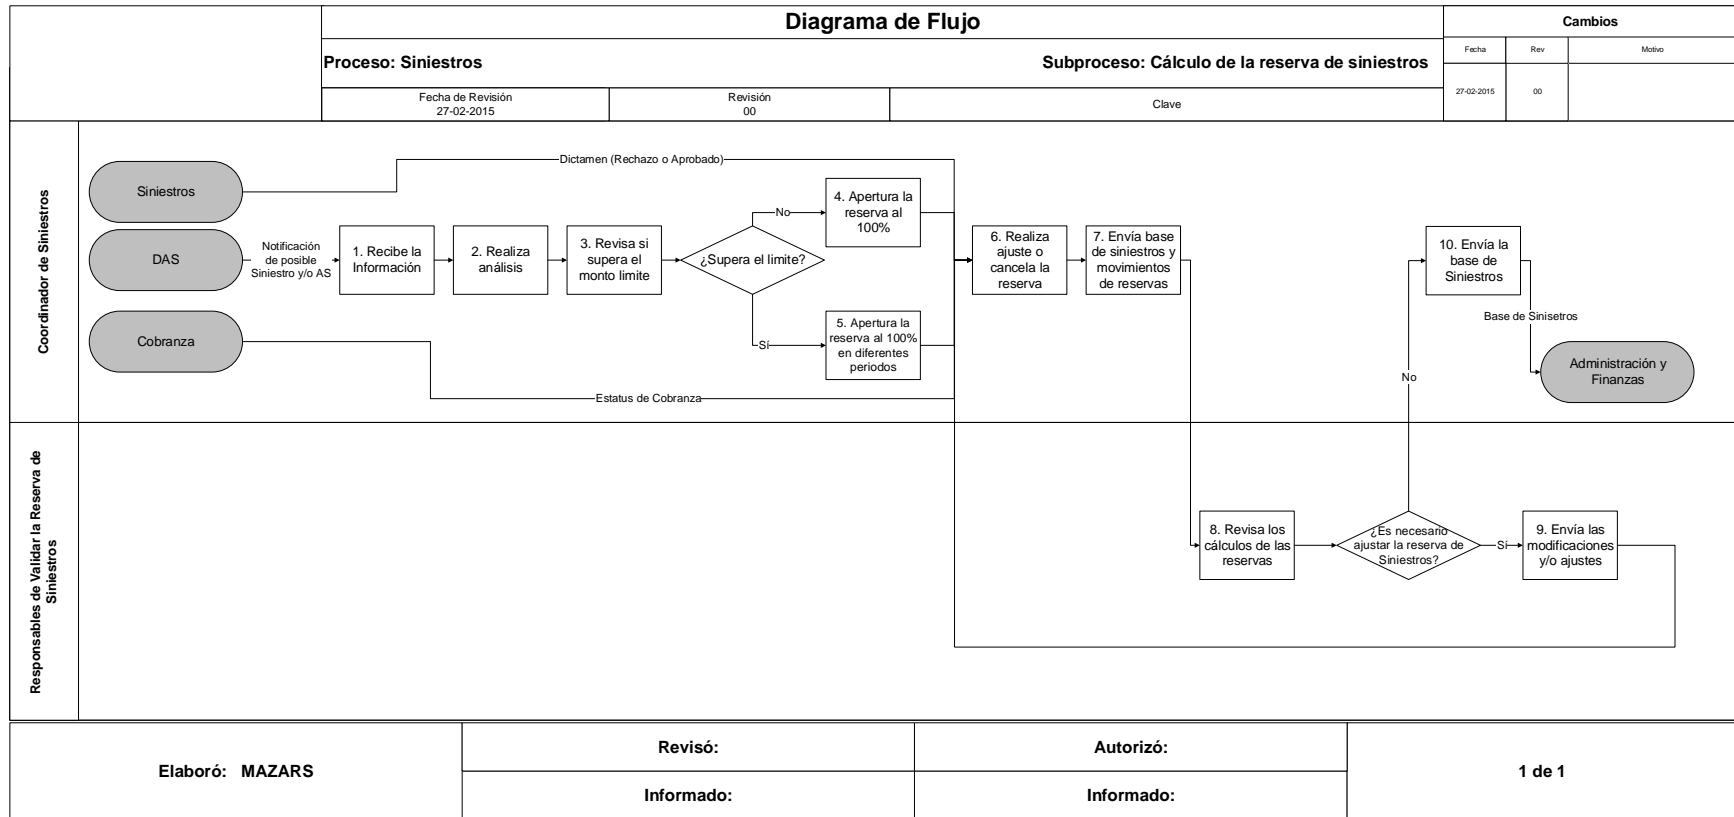 Diagrama de Flujo
Cambios
Proceso: Siniestros
Subproceso: Cálculo de la reserva de siniestros
Fecha
Rev
Motivo
Fecha de Revisión
27-02-2015
Revisión
00
Clave
27-02-2015
00
Coordinador de Siniestros
Siniestros
Dictamen (Rechazo o Aprobado)
DAS
Notificación
de posible
Siniestro y/o AS
1. Recibe la
Información
2. Realiza
análisis
3. Revisa si
supera el
monto limite
¿Supera el limite?
No
4. Apertura la
reserva al
100%
Sí
5. Apertura la
reserva al 100%
en diferentes
periodos
6. Realiza
ajuste o
cancela la
reserva
7. Envía base
de siniestros y
movimientos
de reservas
10. Envía la
base de
Siniestros
Base de Sinisetros
Administración y
Finanzas
Cobranza
Estatus de Cobranza
No
Responsables de Validar la Reserva de
Siniestros
8. Revisa los
cálculos de las
reservas
¿Es necesario
ajustar la reserva de
Siniestros?
Sí
9. Envía las
modificaciones
y/o ajustes
Elaboró: MAZARS
Revisó:
Autorizó:
1 de 1
Informado:
Informado: